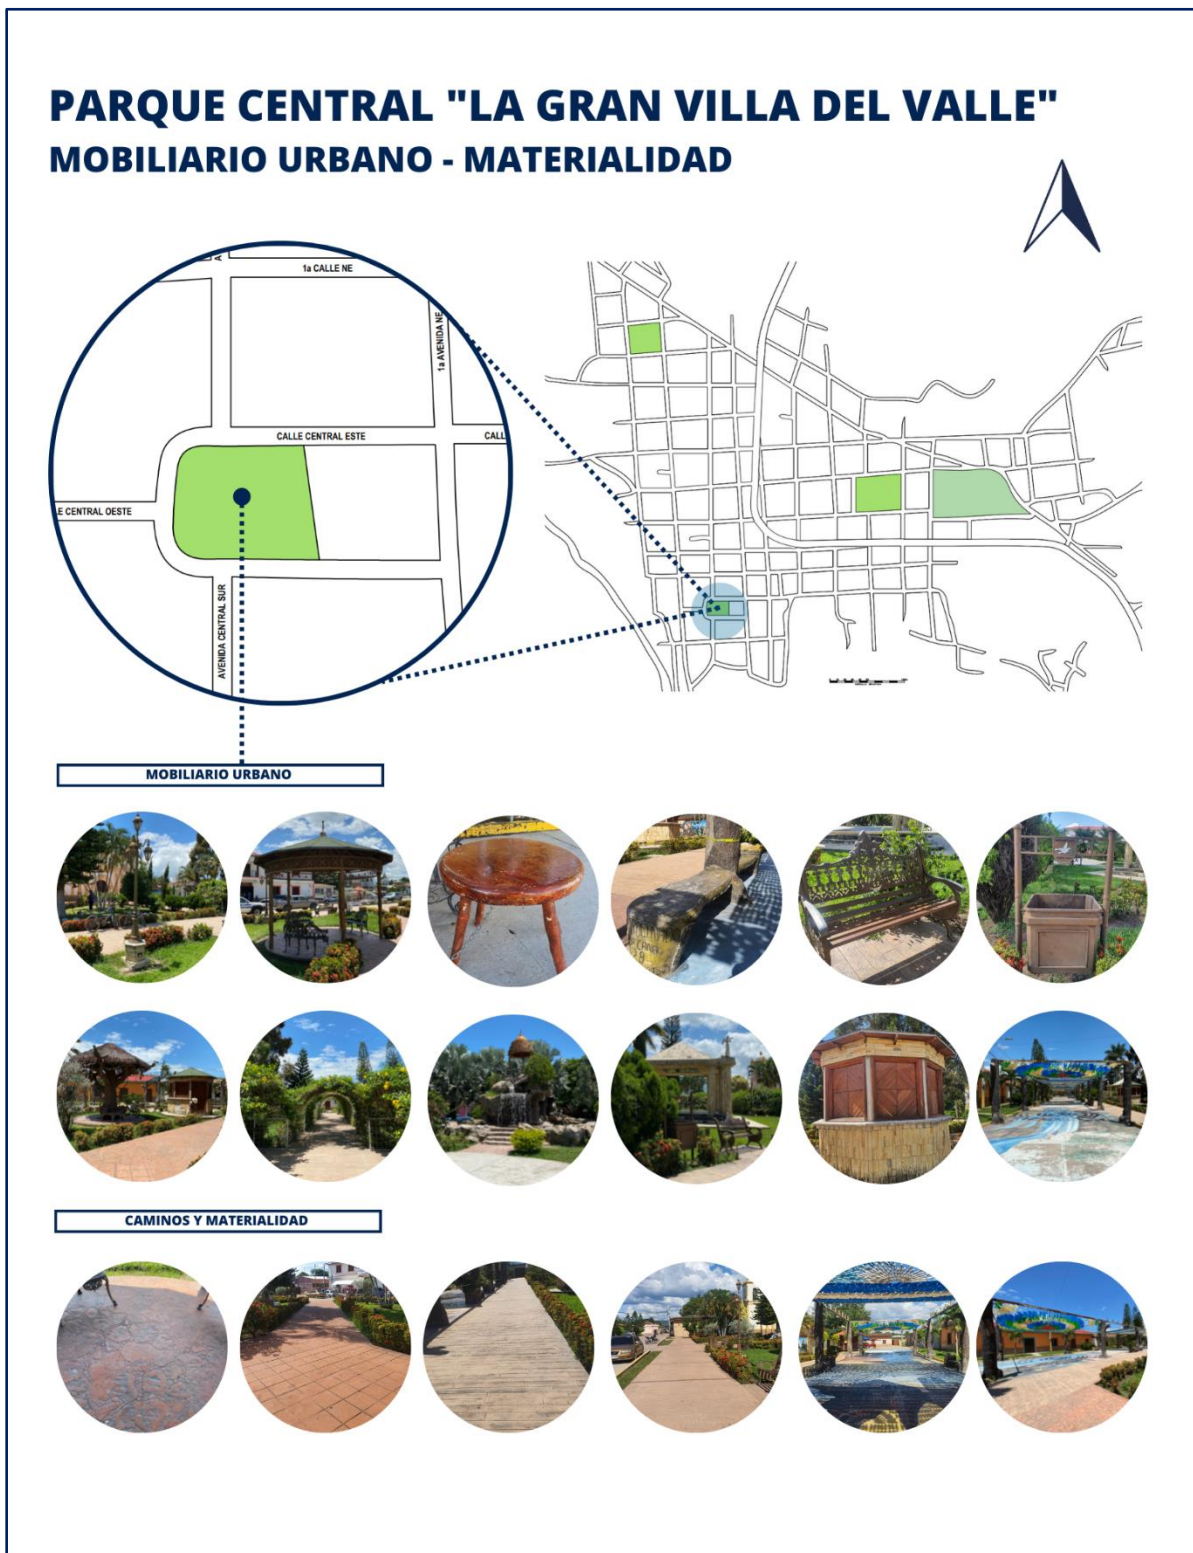 PARQUE CENTRAL "LA GRAN VILLA DEL VALLE"
MOBILIARIO URBANO - MATERIALIDAD
A
1a CALLE NE
1a AVENIDA NE
CALLE CENTRAL ESTE
CALL
E CENTRAL OESTE
AVENIDA CENTRAL SUR
MOBILIARIO URBANO
CAMINOS Y MATERIALIDAD